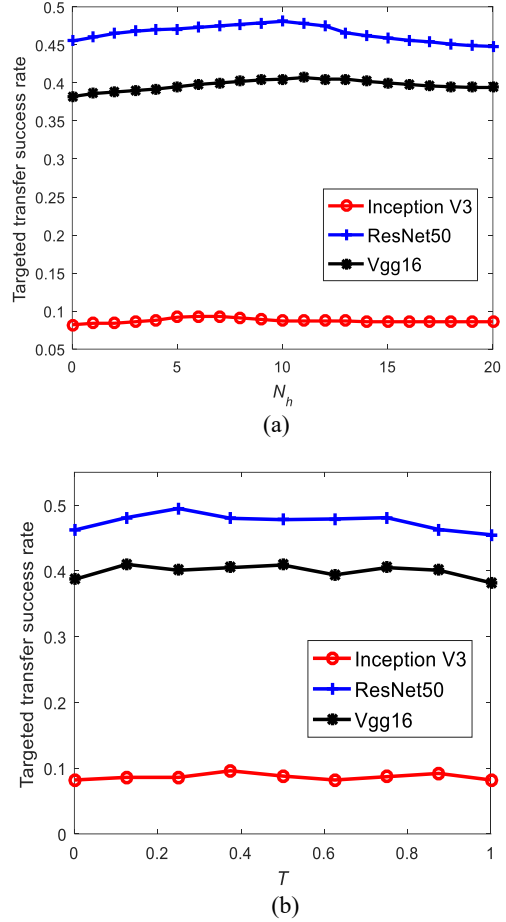 0.5
0.45
0.4
0.35
0.3
0.25
0.2
0.15
0.1
0.05
Targeted transfer success rate
Inception V3
ResNet50
Vgg16
0 5 10 15 20
N_h
(a)
0.5
0.4
0.3
0.2
0.1
0
Targeted transfer success rate
Inception V3
ResNet50
Vgg16
0 0.2 0.4 0.6 0.8 1
T
(b)